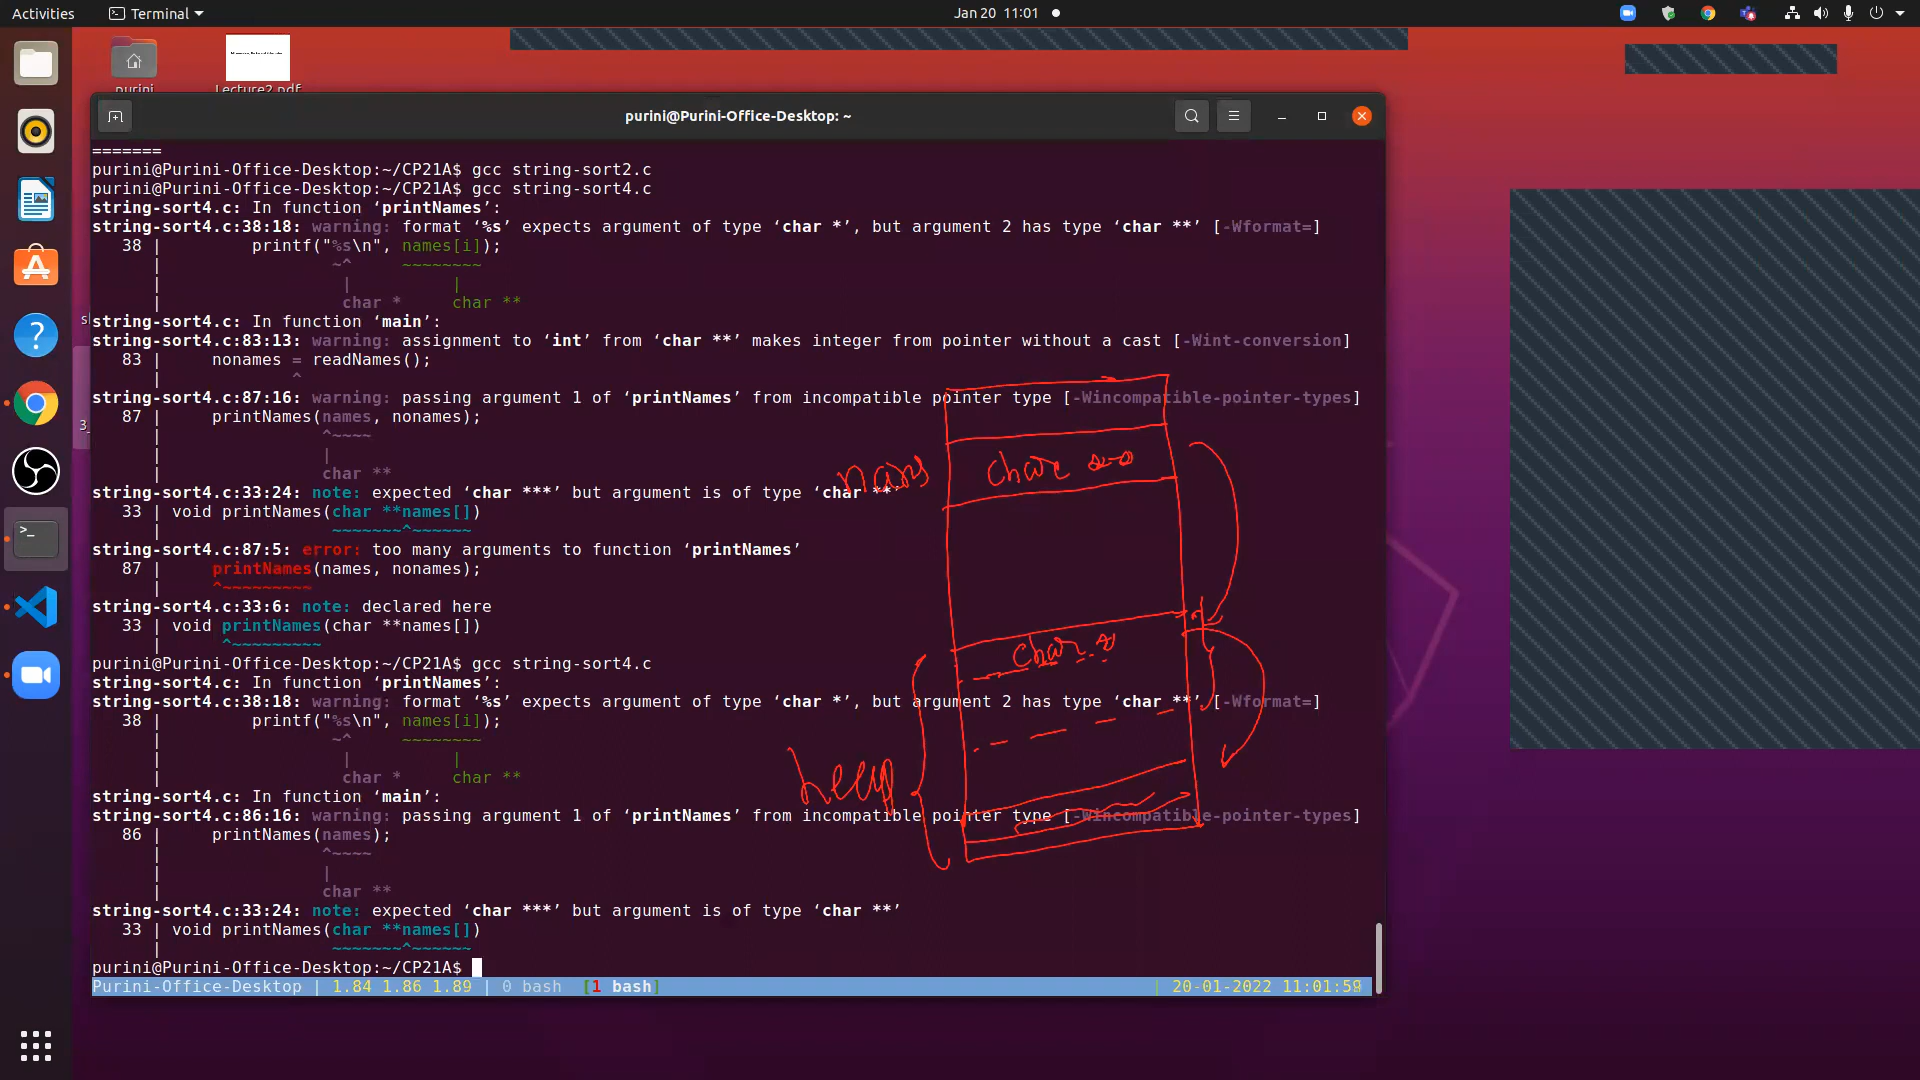 Activities
Terminal
Jan 20 11:01
purini
Lecture2.pdf
purini@Purini-Office-Desktop: ~
=======
purini@Purini-Office-Desktop:~/CP21A$ gcc string-sort2.c
purini@Purini-Office-Desktop:~/CP21A$ gcc string-sort4.c
string-sort4.c: In function ‘printNames’:
string-sort4.c:38:18: warning: format ‘%s’ expects argument of type ‘char *’, but argument 2 has type ‘char **’ [-Wformat=]
38 | printf("%s\n", names[i]);
| ~^ ~~~~~~~~
| | |
| char * char **
string-sort4.c: In function ‘main’:
string-sort4.c:83:13: warning: assignment to ‘int’ from ‘char **’ makes integer from pointer without a cast [-Wint-conversion]
83 | nonames = readNames();
| ^
string-sort4.c:87:16: warning: passing argument 1 of ‘printNames’ from incompatible pointer type [-Wincompatible-pointer-types]
87 | printNames(names, nonames);
| ^~~~~
| |
| char **
string-sort4.c:33:24: note: expected ‘char ***’ but argument is of type ‘char **’
33 | void printNames(char **names[])
| ~~~~~~~^~~~~~~
string-sort4.c:87:5: error: too many arguments to function ‘printNames’
87 | printNames(names, nonames);
| ^~~~~~~~~~
string-sort4.c:33:6: note: declared here
33 | void printNames(char **names[])
| ^~~~~~~~~~
purini@Purini-Office-Desktop:~/CP21A$ gcc string-sort4.c
string-sort4.c: In function ‘printNames’:
string-sort4.c:38:18: warning: format ‘%s’ expects argument of type ‘char *’, but argument 2 has type ‘char **’ [-Wformat=]
38 | printf("%s\n", names[i]);
| ~^ ~~~~~~~~
| | |
| char * char **
string-sort4.c: In function ‘main’:
string-sort4.c:86:16: warning: passing argument 1 of ‘printNames’ from incompatible pointer type [-Wincompatible-pointer-types]
86 | printNames(names);
| ^~~~~
| |
| char **
string-sort4.c:33:24: note: expected ‘char ***’ but argument is of type ‘char **’
33 | void printNames(char **names[])
| ~~~~~~~^~~~~~~
purini@Purini-Office-Desktop:~/CP21A$
Purini-Office-Desktop | 1.84 1.86 1.89 | 0 bash [1 bash]
| 20-01-2022 11:01:59
char **
char *
heap